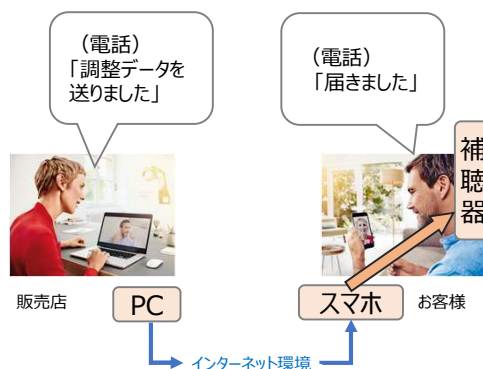 （電話）
「調整データを
送りました」
（電話）
「届きました」
補
聴
器
販売店
PC
スマホ
お客様
インターネット環境